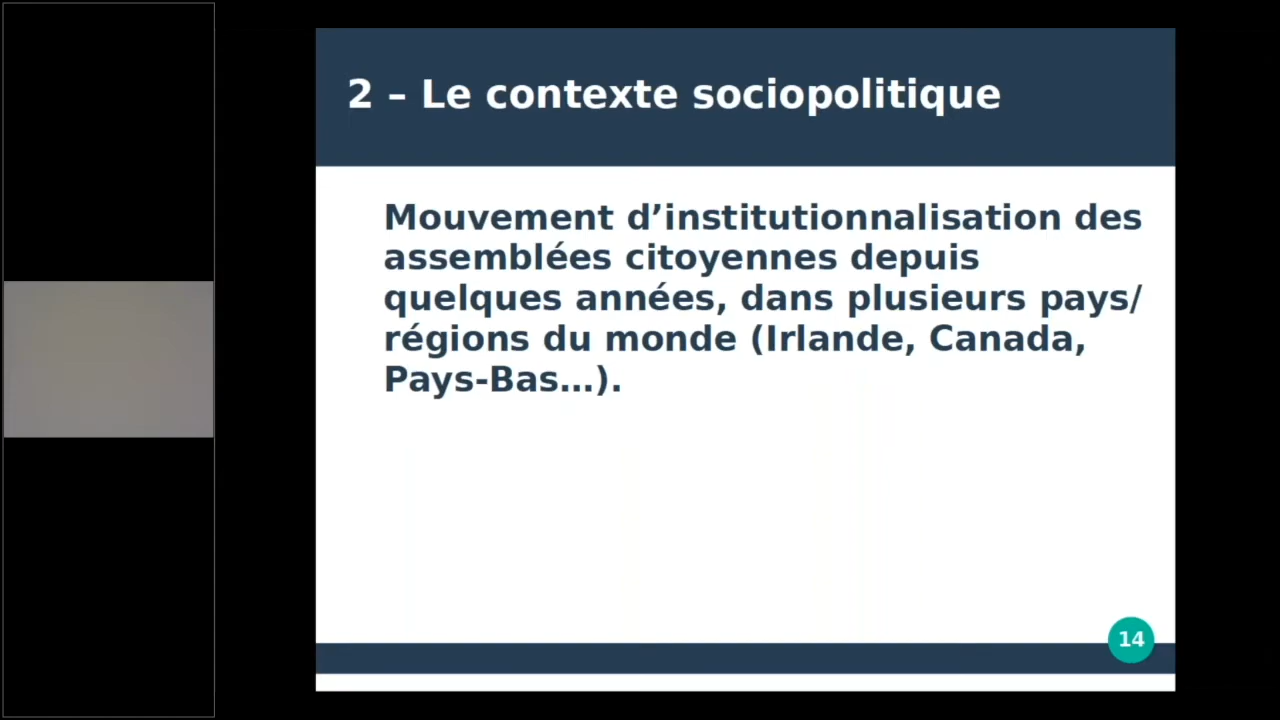 2 – Le contexte sociopolitique
Mouvement d’institutionnalisation des
assemblées citoyennes depuis
quelques années, dans plusieurs pays/
régions du monde (Irlande, Canada,
Pays-Bas…).
14